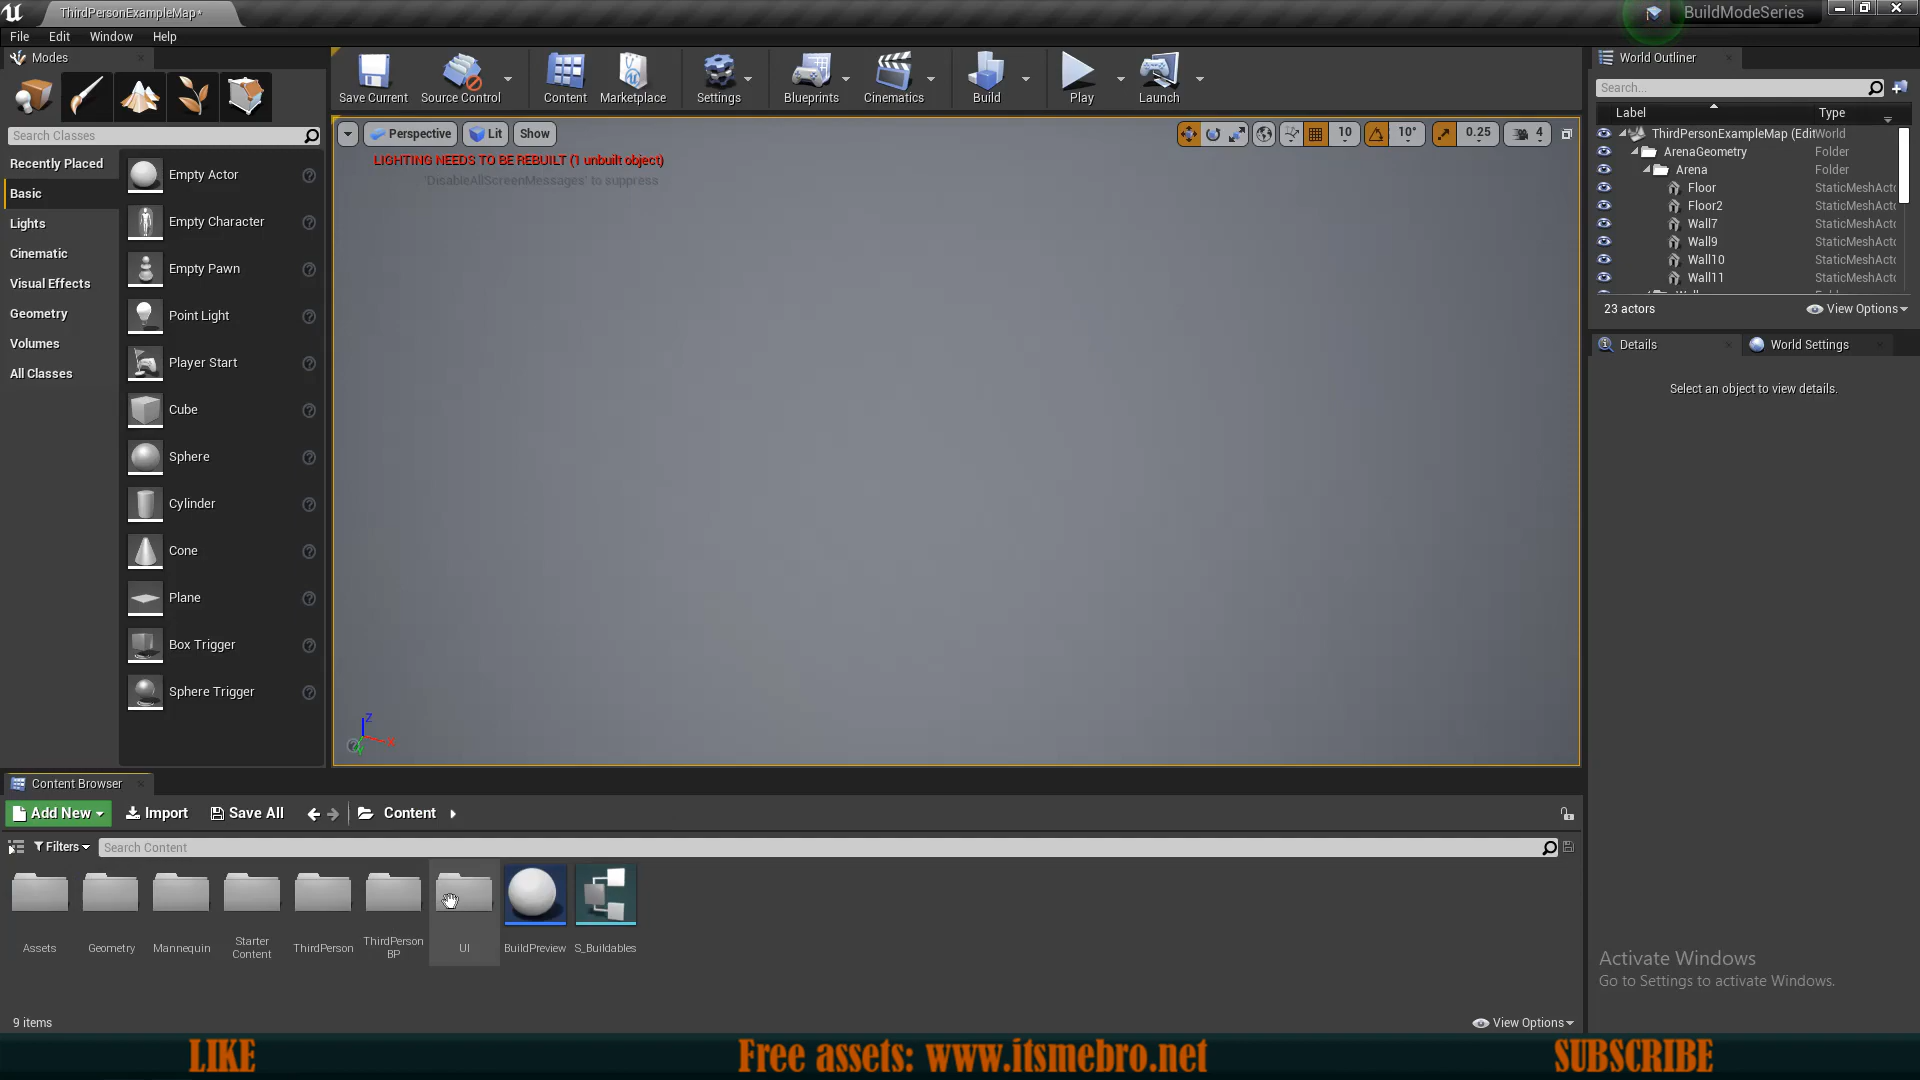 ThirdPersonExampleMap*
BuildModeSeries
File Edit Window Help
Modes
Search Classes
Recently Placed
Basic
Lights
Cinematic
Visual Effects
Geometry
Volumes
All Classes
Empty Actor
Empty Character
Empty Pawn
Point Light
Player Start
Cube
Sphere
Cylinder
Cone
Plane
Box Trigger
Sphere Trigger
Save Current
Source Control
Content
Marketplace
Settings
Blueprints
Cinematics
Build
Play
Launch
Perspective
Lit
Show
10
10°
0.25
4
LIGHTING NEEDS TO BE REBUILT (1 unbuilt object)
'DisableAllScreenMessages' to suppress
Z
X
Y
World Outliner
Search...
Label Type
ThirdPersonExampleMap (Edit World
ArenaGeometry Folder
Arena Folder
Floor StaticMeshActo
Floor2 StaticMeshActo
Wall7 StaticMeshActo
Wall9 StaticMeshActo
Wall10 StaticMeshActo
Wall11 StaticMeshActo
23 actors
View Options
Details
World Settings
Select an object to view details.
Content Browser
Add New
Import
Save All
Content
Filters
Search Content
Assets
Geometry
Mannequin
Starter
Content
ThirdPerson
ThirdPerson
BP
UI
BuildPreview
S_Buildables
9 items
View Options
Activate Windows
Go to Settings to activate Windows.
LIKE
Free assets: www.itsmebro.net
SUBSCRIBE